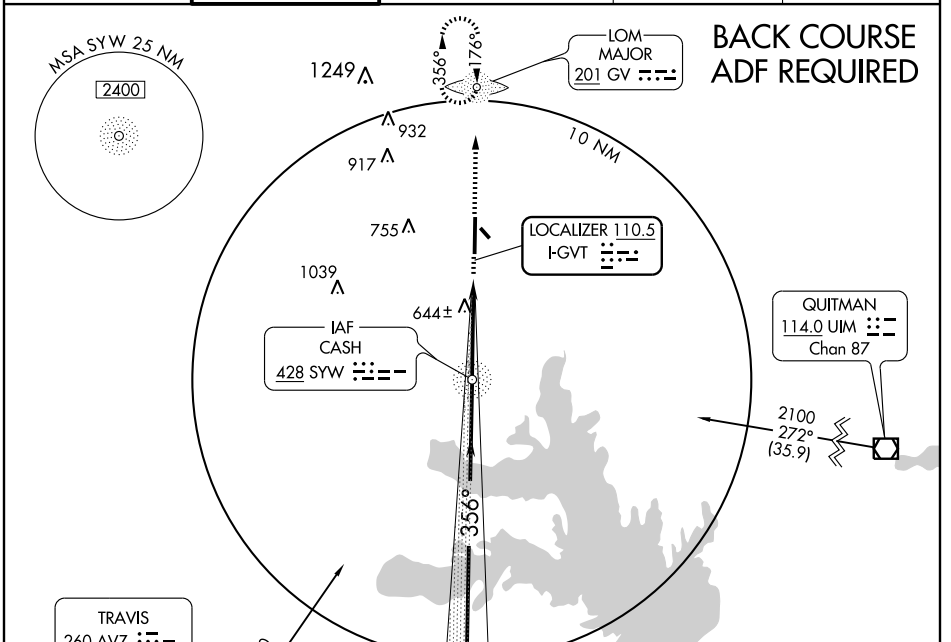 MSA SYW 25 NM
2400
1249
356°
176°
LOM
MAJOR
201 GV
BACK COURSE
ADF REQUIRED
932
10 NM
917
755
LOCALIZER 110.5
I-GVT
1039
644±
IAF
CASH
428 SYW
QUITMAN
114.0 UIM
Chan 87
2100
272°
(35.9)
356°
TRAVIS
260 AVZ